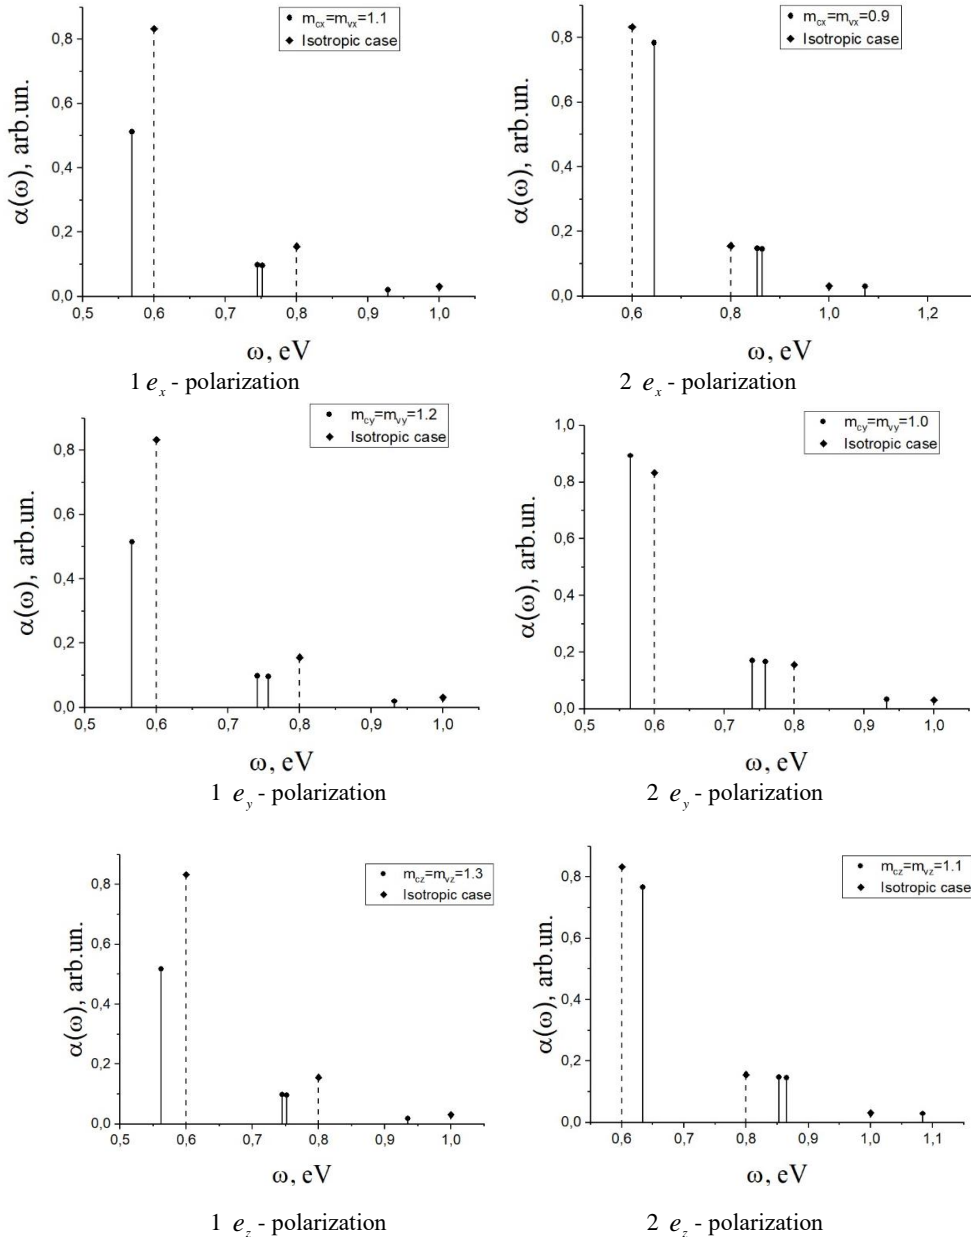 m_cx=m_vx=1.1
Isotropic case
0,8
0,6
0,4
0,2
0,0
0,5 0,6 0,7 0,8 0,9 1,0
α(ω), arb.un.
ω, eV
1 e_x - polarization
m_cx=m_vx=0.9
Isotropic case
0,8
0,6
0,4
0,2
0,0
0,6 0,8 1,0 1,2
α(ω), arb.un.
ω, eV
2 e_x - polarization
m_cy=m_vy=1.2
Isotropic case
0,8
0,6
0,4
0,2
0,0
0,5 0,6 0,7 0,8 0,9 1,0
α(ω), arb.un.
ω, eV
1 e_y - polarization
m_cy=m_vy=1.0
Isotropic case
1,0
0,8
0,6
0,4
0,2
0,0
0,5 0,6 0,7 0,8 0,9 1,0
α(ω), arb.un.
ω, eV
2 e_y - polarization
m_cz=m_vz=1.3
Isotropic case
0,8
0,6
0,4
0,2
0,0
0,5 0,6 0,7 0,8 0,9 1,0
α(ω), arb.un.
ω, eV
1 e_z - polarization
m_cz=m_vz=1.1
Isotropic case
0,8
0,6
0,4
0,2
0,0
0,6 0,7 0,8 0,9 1,0 1,1
α(ω), arb.un.
ω, eV
2 e_z - polarization